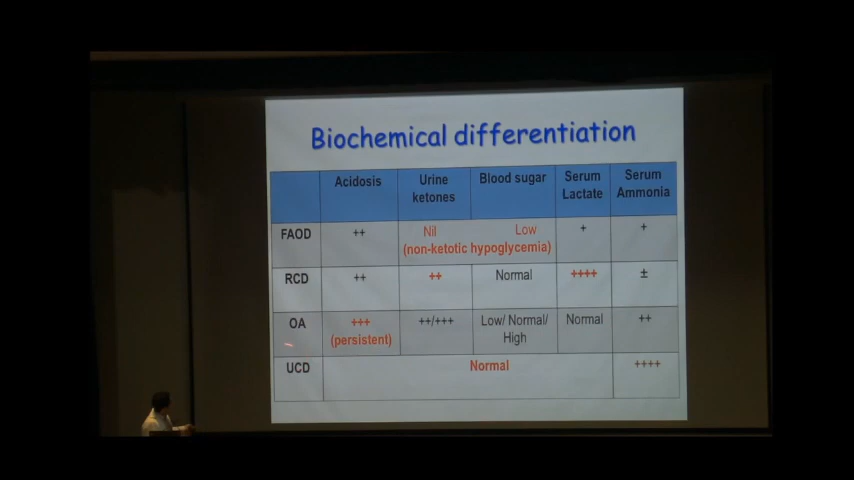 Biochemical differentiation
Acidosis Urine ketones Blood sugar Serum Lactate Serum Ammonia
FAOD ++ Nil Low (non-ketotic hypoglycemia) + +
RCD ++ ++ Normal ++++ ±
OA +++ (persistent) ++/+++ Low/ Normal/ High Normal ++
UCD Normal ++++